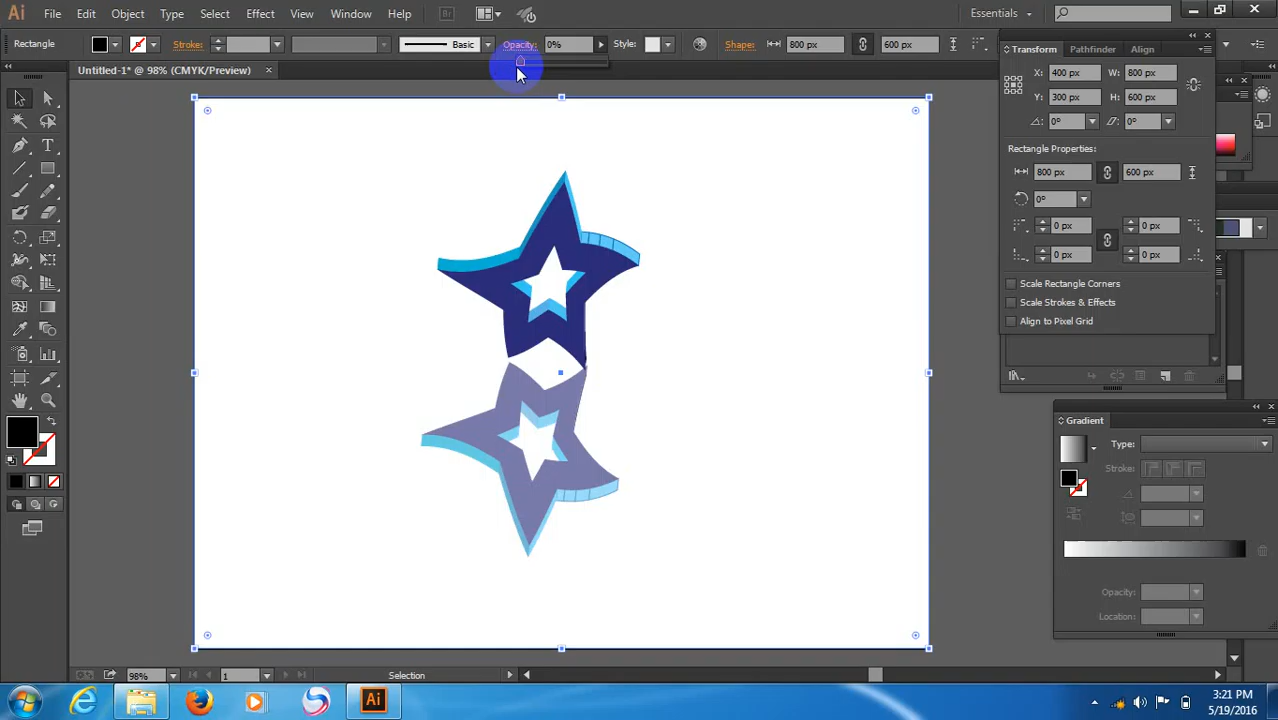 Ai File Edit Object Type Select Effect View Window Help Br Essentials
Rectangle Stroke: Basic Opacity: 0% Style: Shape: 800 px 600 px
Untitled-1* @ 98% (CMYK/Preview)
Transform Pathfinder Align
X: 400 px W: 800 px
Y: 300 px H: 600 px
0° 0°
Rectangle Properties:
800 px 600 px
0°
0 px 0 px
0 px 0 px
Scale Rectangle Corners
Scale Strokes & Effects
Align to Pixel Grid
Gradient
Type:
Stroke:
Opacity:
Location:
98% 1 Selection
Ai 3:21 PM
5/19/2016